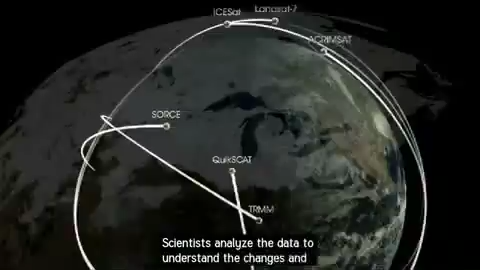 ICESat
Landsat-7
ACRIMSAT
SORCE
QuikSCAT
TRMM
Scientists analyze the data to
understand the changes and